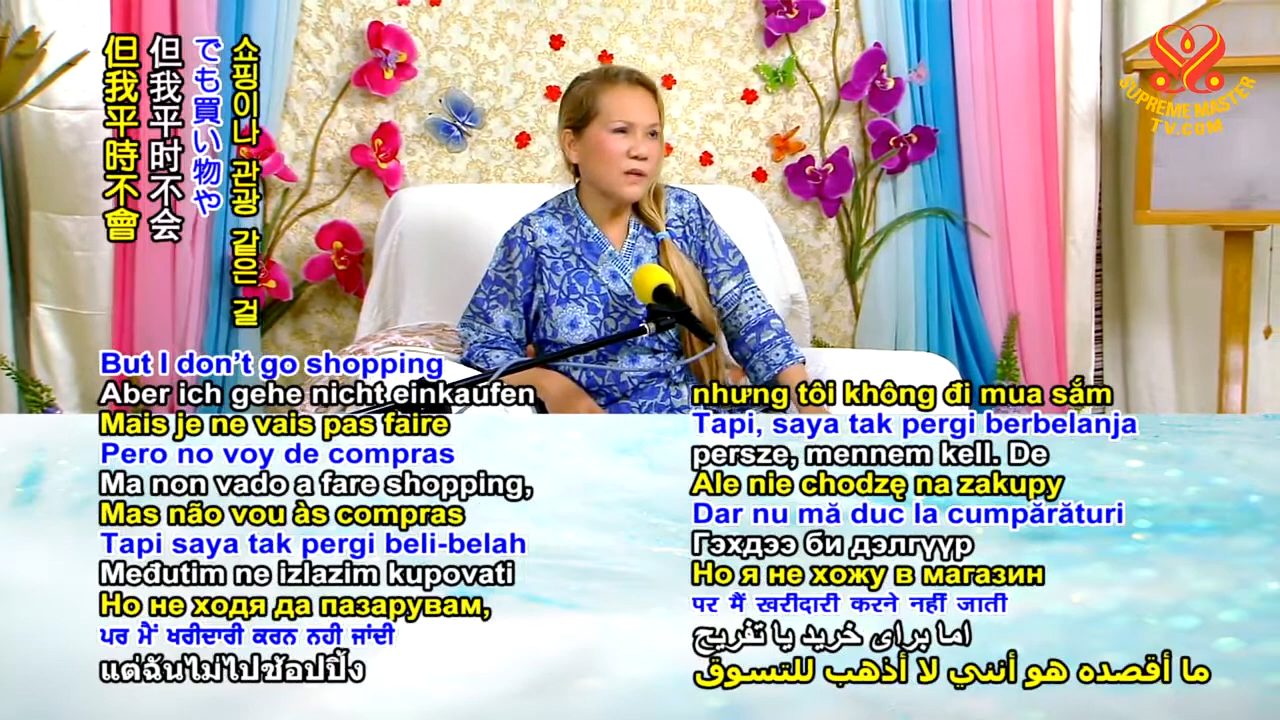 但我平時不會
但我平时不会
でも買い物や
쇼핑이나 관광 같은 걸
SUPREME MASTER
TV.COM
But I don't go shopping
Aber ich gehe nicht einkaufen
Mais je ne vais pas faire
Pero no voy de compras
Ma non vado a fare shopping,
Mas não vou às compras
Tapi saya tak pergi beli-belah
Međutim ne izlazim kupovati
Но не ходя да пазарувам,
ਪਰ ਮੈਂ ਖਰੀਦਾਰੀ ਕਰਨ ਨਹੀ ਜਾਂਦੀ
แต่ฉันไม่ไปช้อปปิ้ง
nhưng tôi không đi mua sắm
Tapi, saya tak pergi berbelanja
persze, mennem kell. De
Ale nie chodzę na zakupy
Dar nu mă duc la cumpărături
Гэхдээ би дэлгүүр
Но я не хожу в магазин
पर मैं खरीदारी करने नहीं जाती
اما برای خرید یا تفریح
ما أقصده هو أنني لا أذهب للتسوق